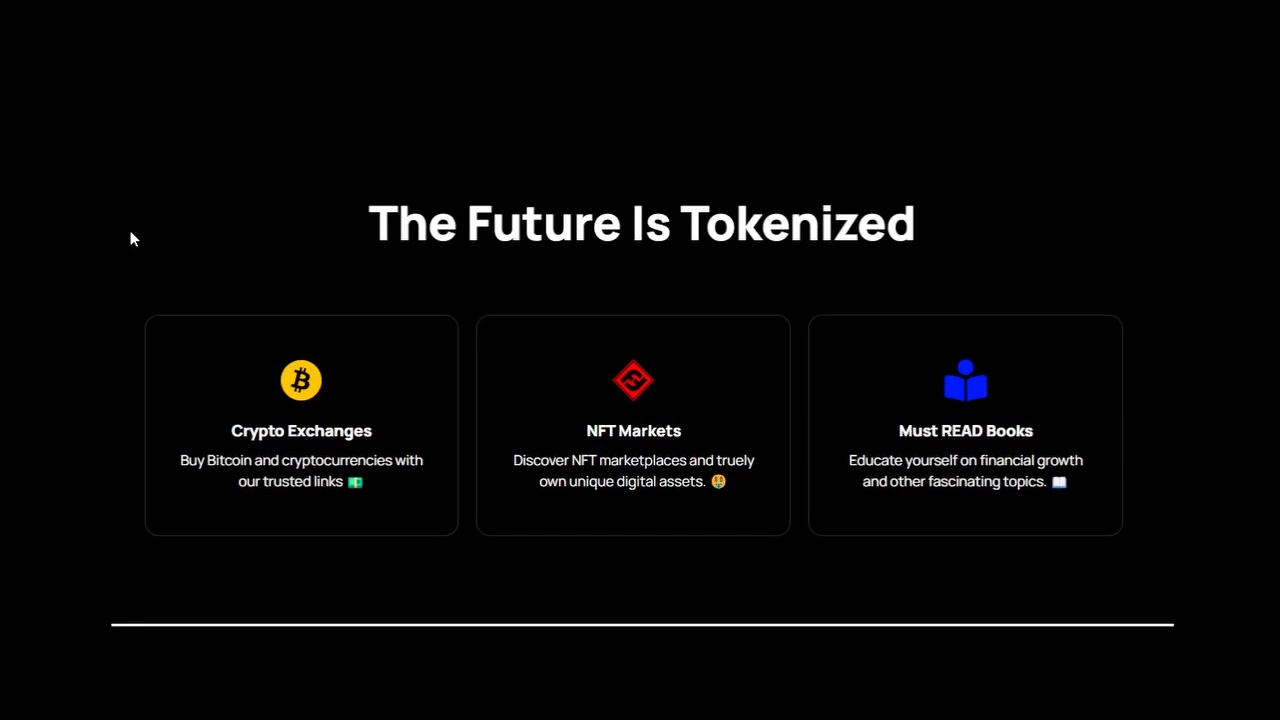 The Future Is Tokenized
Crypto Exchanges
Buy Bitcoin and cryptocurrencies with
our trusted links 💵
NFT Markets
Discover NFT marketplaces and truely
own unique digital assets. 🤑
Must READ Books
Educate yourself on financial growth
and other fascinating topics. 📖